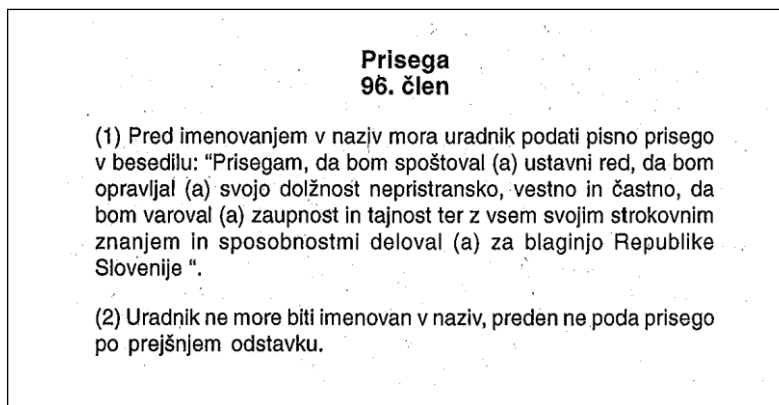 Prisega
96. člen
(1) Pred imenovanjem v naziv mora uradnik podati pisno prisego
v besedilu: “Prisegam, da bom spoštoval (a) ustavni red, da bom
opravljal (a) svojo dolžnost nepristransko, vestno in častno, da
bom varoval (a) zaupnost in tajnost ter z vsem svojim strokovnim
znanjem in sposobnostmi deloval (a) za blaginjo Republike
Slovenije “.
(2) Uradnik ne more biti imenovan v naziv, preden ne poda prisego
po prejšnjem odstavku.